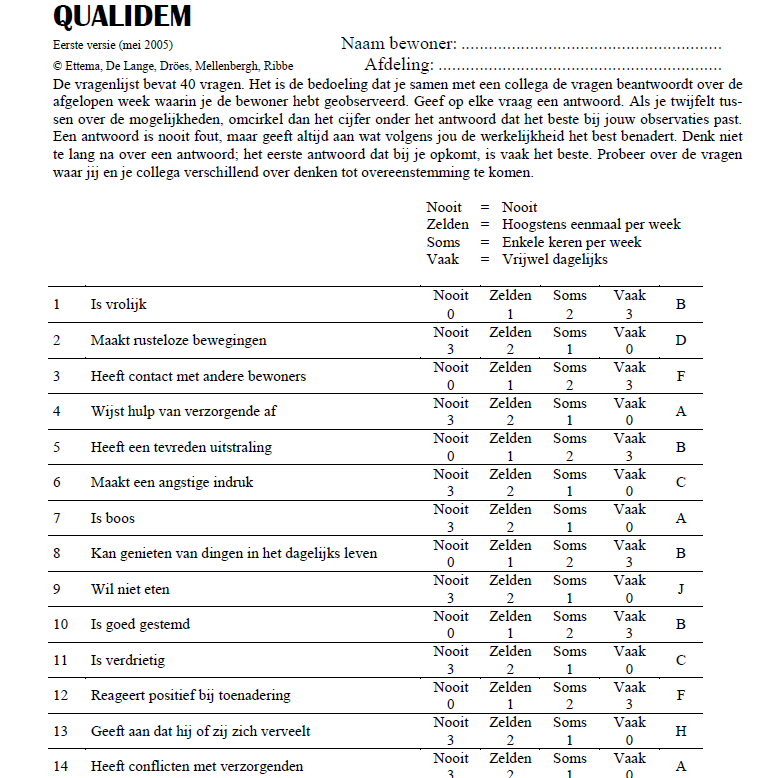 QUALIDEM
Eerste versie (mei 2005) Naam bewoner: ..........................................................
© Ettema, De Lange, Dröes, Mellenbergh, Ribbe Afdeling: ...............................................................
De vragenlijst bevat 40 vragen. Het is de bedoeling dat je samen met een collega de vragen beantwoordt over de
afgelopen week waarin je de bewoner hebt geobserveerd. Geef op elke vraag een antwoord. Als je twijfelt tus-
sen over de mogelijkheden, omcirkel dan het cijfer onder het antwoord dat het beste bij jouw observaties past.
Een antwoord is nooit fout, maar geeft altijd aan wat volgens jou de werkelijkheid het best benadert. Denk niet
te lang na over een antwoord; het eerste antwoord dat bij je opkomt, is vaak het beste. Probeer over de vragen
waar jij en je collega verschillend over denken tot overeenstemming te komen.
Nooit = Nooit
Zelden = Hoogstens eenmaal per week
Soms = Enkele keren per week
Vaak = Vrijwel dagelijks
Nooit Zelden Soms Vaak
1 Is vrolijk B
0 1 2 3
Nooit Zelden Soms Vaak
2 Maakt rusteloze bewegingen D
3 2 1 0
Nooit Zelden Soms Vaak
3 Heeft contact met andere bewoners F
0 1 2 3
Nooit Zelden Soms Vaak
4 Wijst hulp van verzorgende af A
3 2 1 0
Nooit Zelden Soms Vaak
5 Heeft een tevreden uitstraling B
0 1 2 3
Nooit Zelden Soms Vaak
6 Maakt een angstige indruk C
3 2 1 0
Nooit Zelden Soms Vaak
7 Is boos A
3 2 1 0
Nooit Zelden Soms Vaak
8 Kan genieten van dingen in het dagelijks leven B
0 1 2 3
Nooit Zelden Soms Vaak
9 Wil niet eten J
3 2 1 0
Nooit Zelden Soms Vaak
10 Is goed gestemd B
0 1 2 3
Nooit Zelden Soms Vaak
11 Is verdrietig C
3 2 1 0
Nooit Zelden Soms Vaak
12 Reageert positief bij toenadering F
0 1 2 3
Nooit Zelden Soms Vaak
13 Geeft aan dat hij of zij zich verveelt H
3 2 1 0
Nooit Zelden Soms Vaak
14 Heeft conflicten met verzorgenden A
3 2 1 0